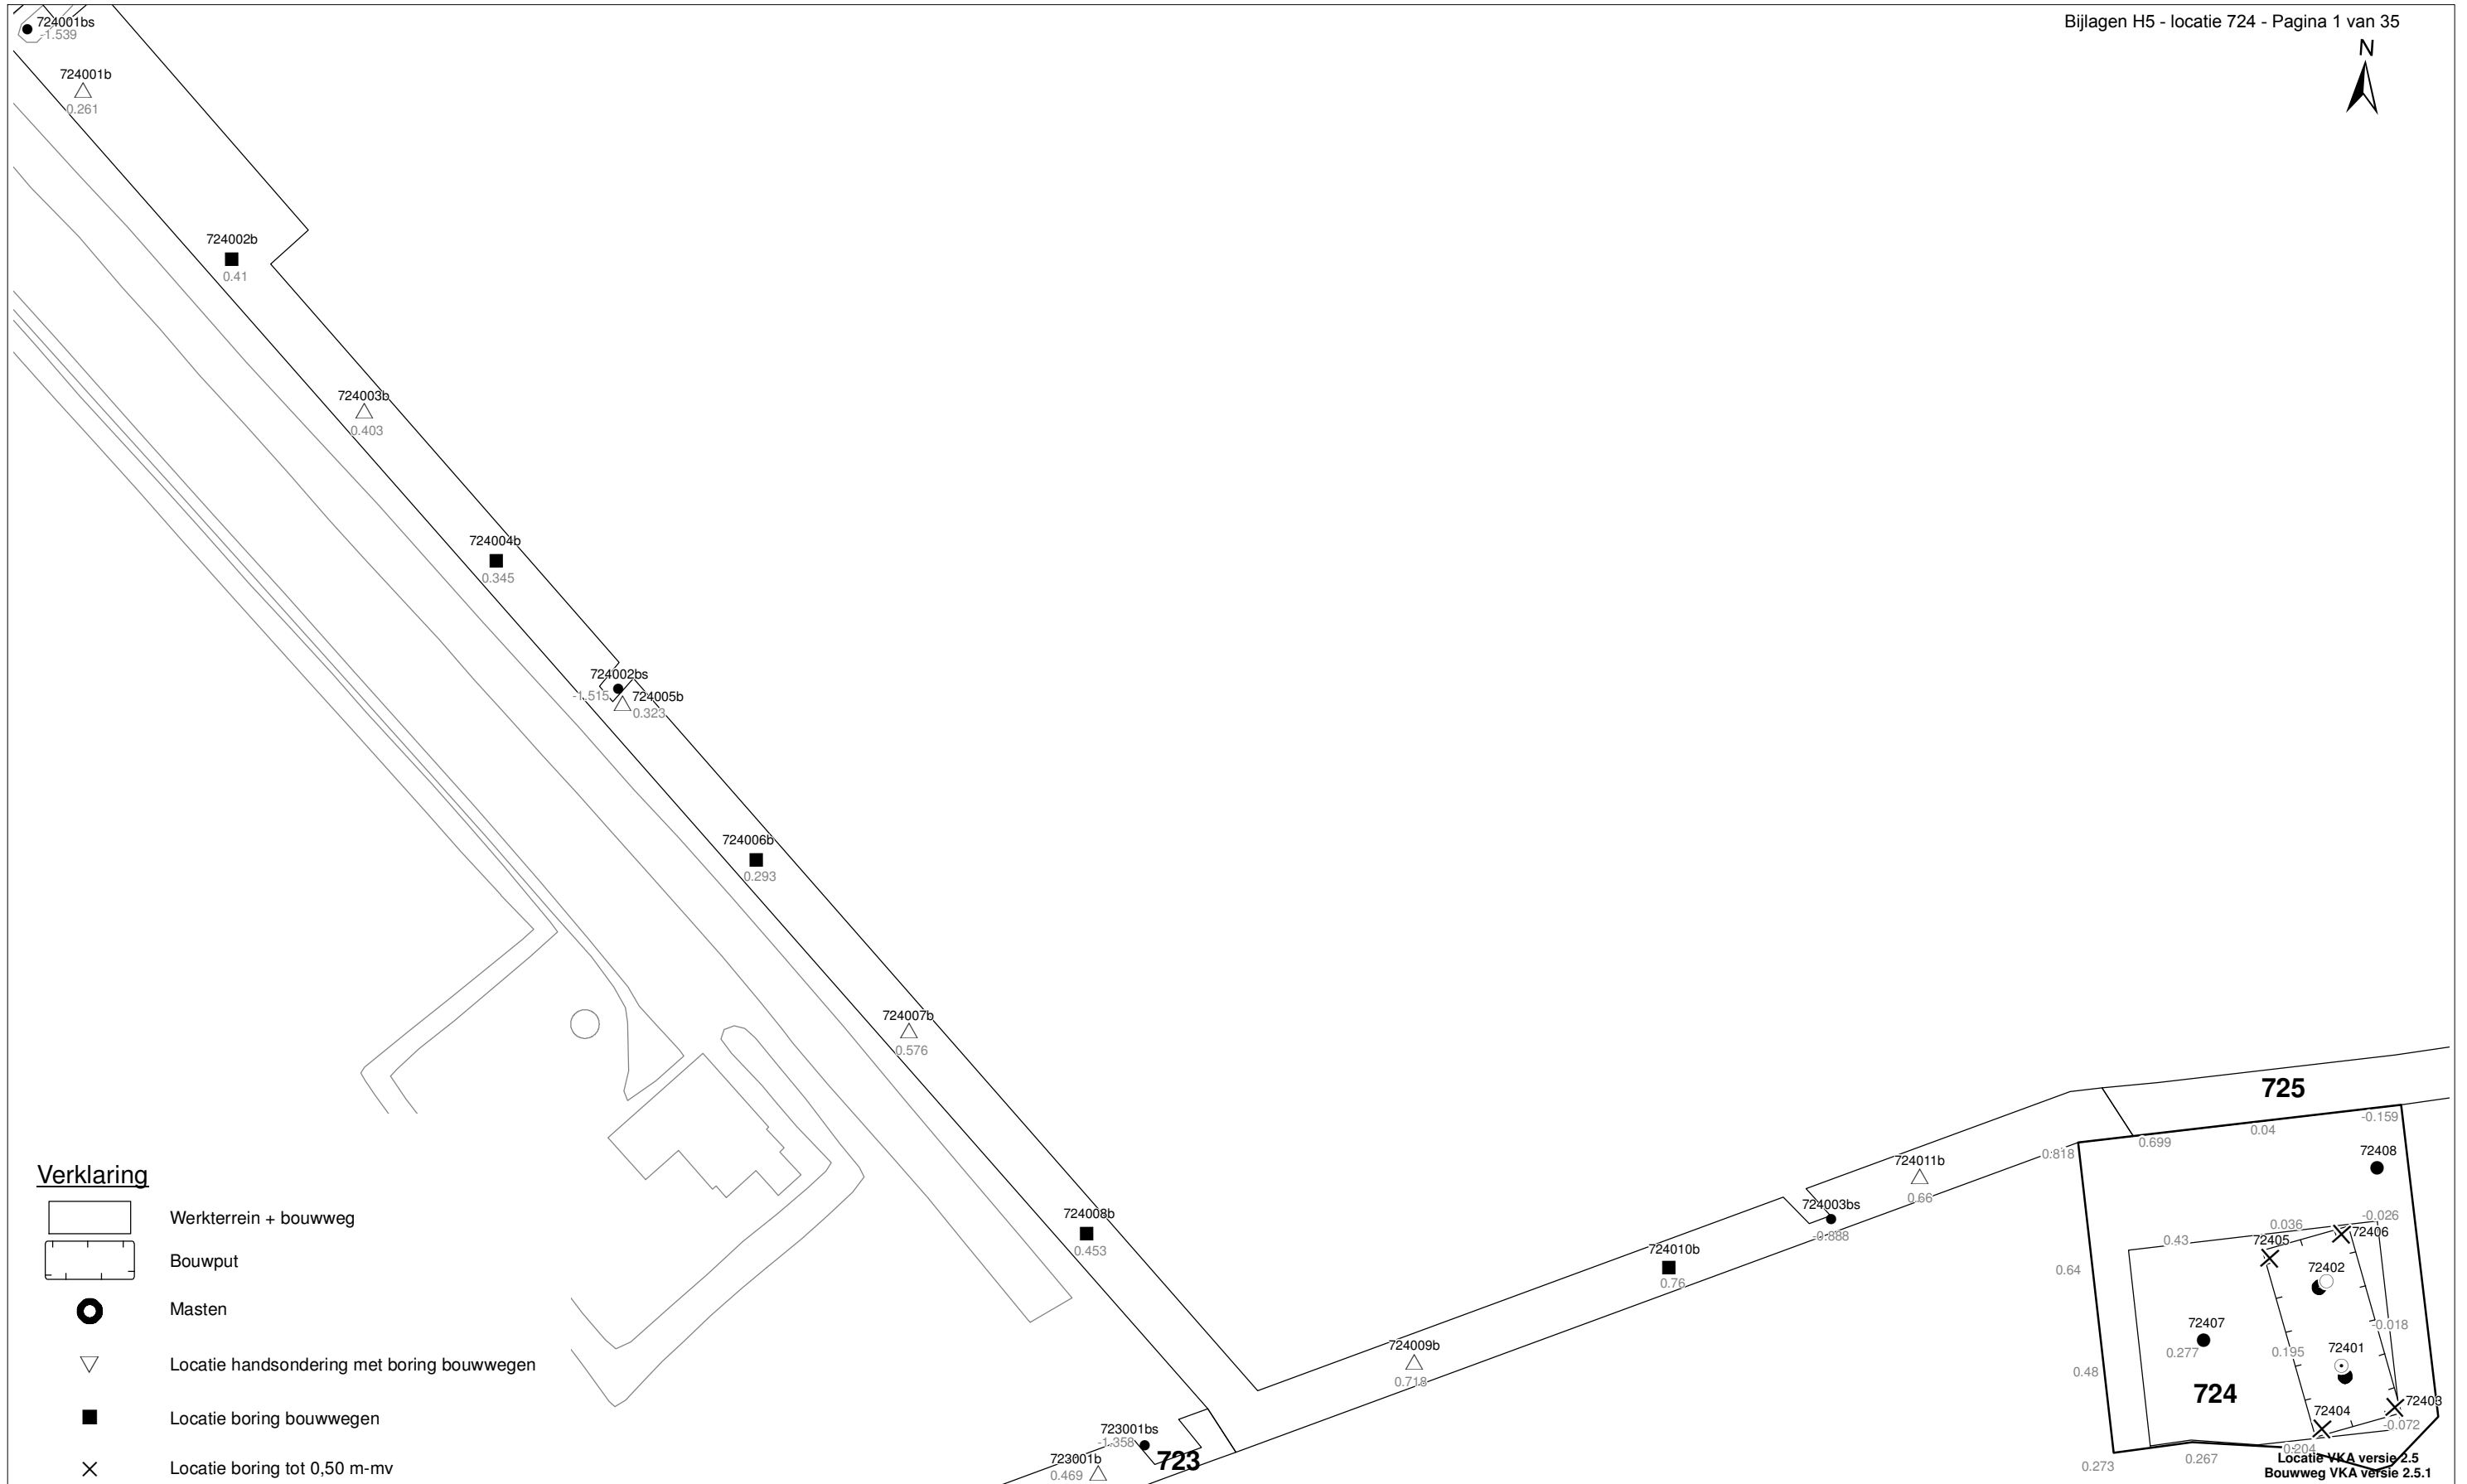 Bijlagen H5 - locatie 724 - Pagina 1 van 35
N
724001bs
-1.539
724001b
0.261
724002b
0.41
724003b
0.403
724004b
0.345
724002bs
-1.515
724005b
0.323
724006b
0.293
724007b
0.576
724008b
0.453
724009b
0.718
724010b
0.76
724003bs
-0.888
724011b
0.66
723001bs
-1.358
723
723001b
0.469
725
-0.159
0.04
0.699
0.818
72408
-0.026
0.036
72406
0.43
72405
0.64
72402
72407
0.277
-0.018
0.195
72401
0.48
724
72403
72404
-0.072
0.204
0.267
0.273
Locatie VKA versie 2.5
Bouwweg VKA versie 2.5.1
Verklaring
Werkterrein + bouwweg
Bouwput
Masten
Locatie handsondering met boring bouwwegen
Locatie boring bouwwegen
Locatie boring tot 0,50 m-mv